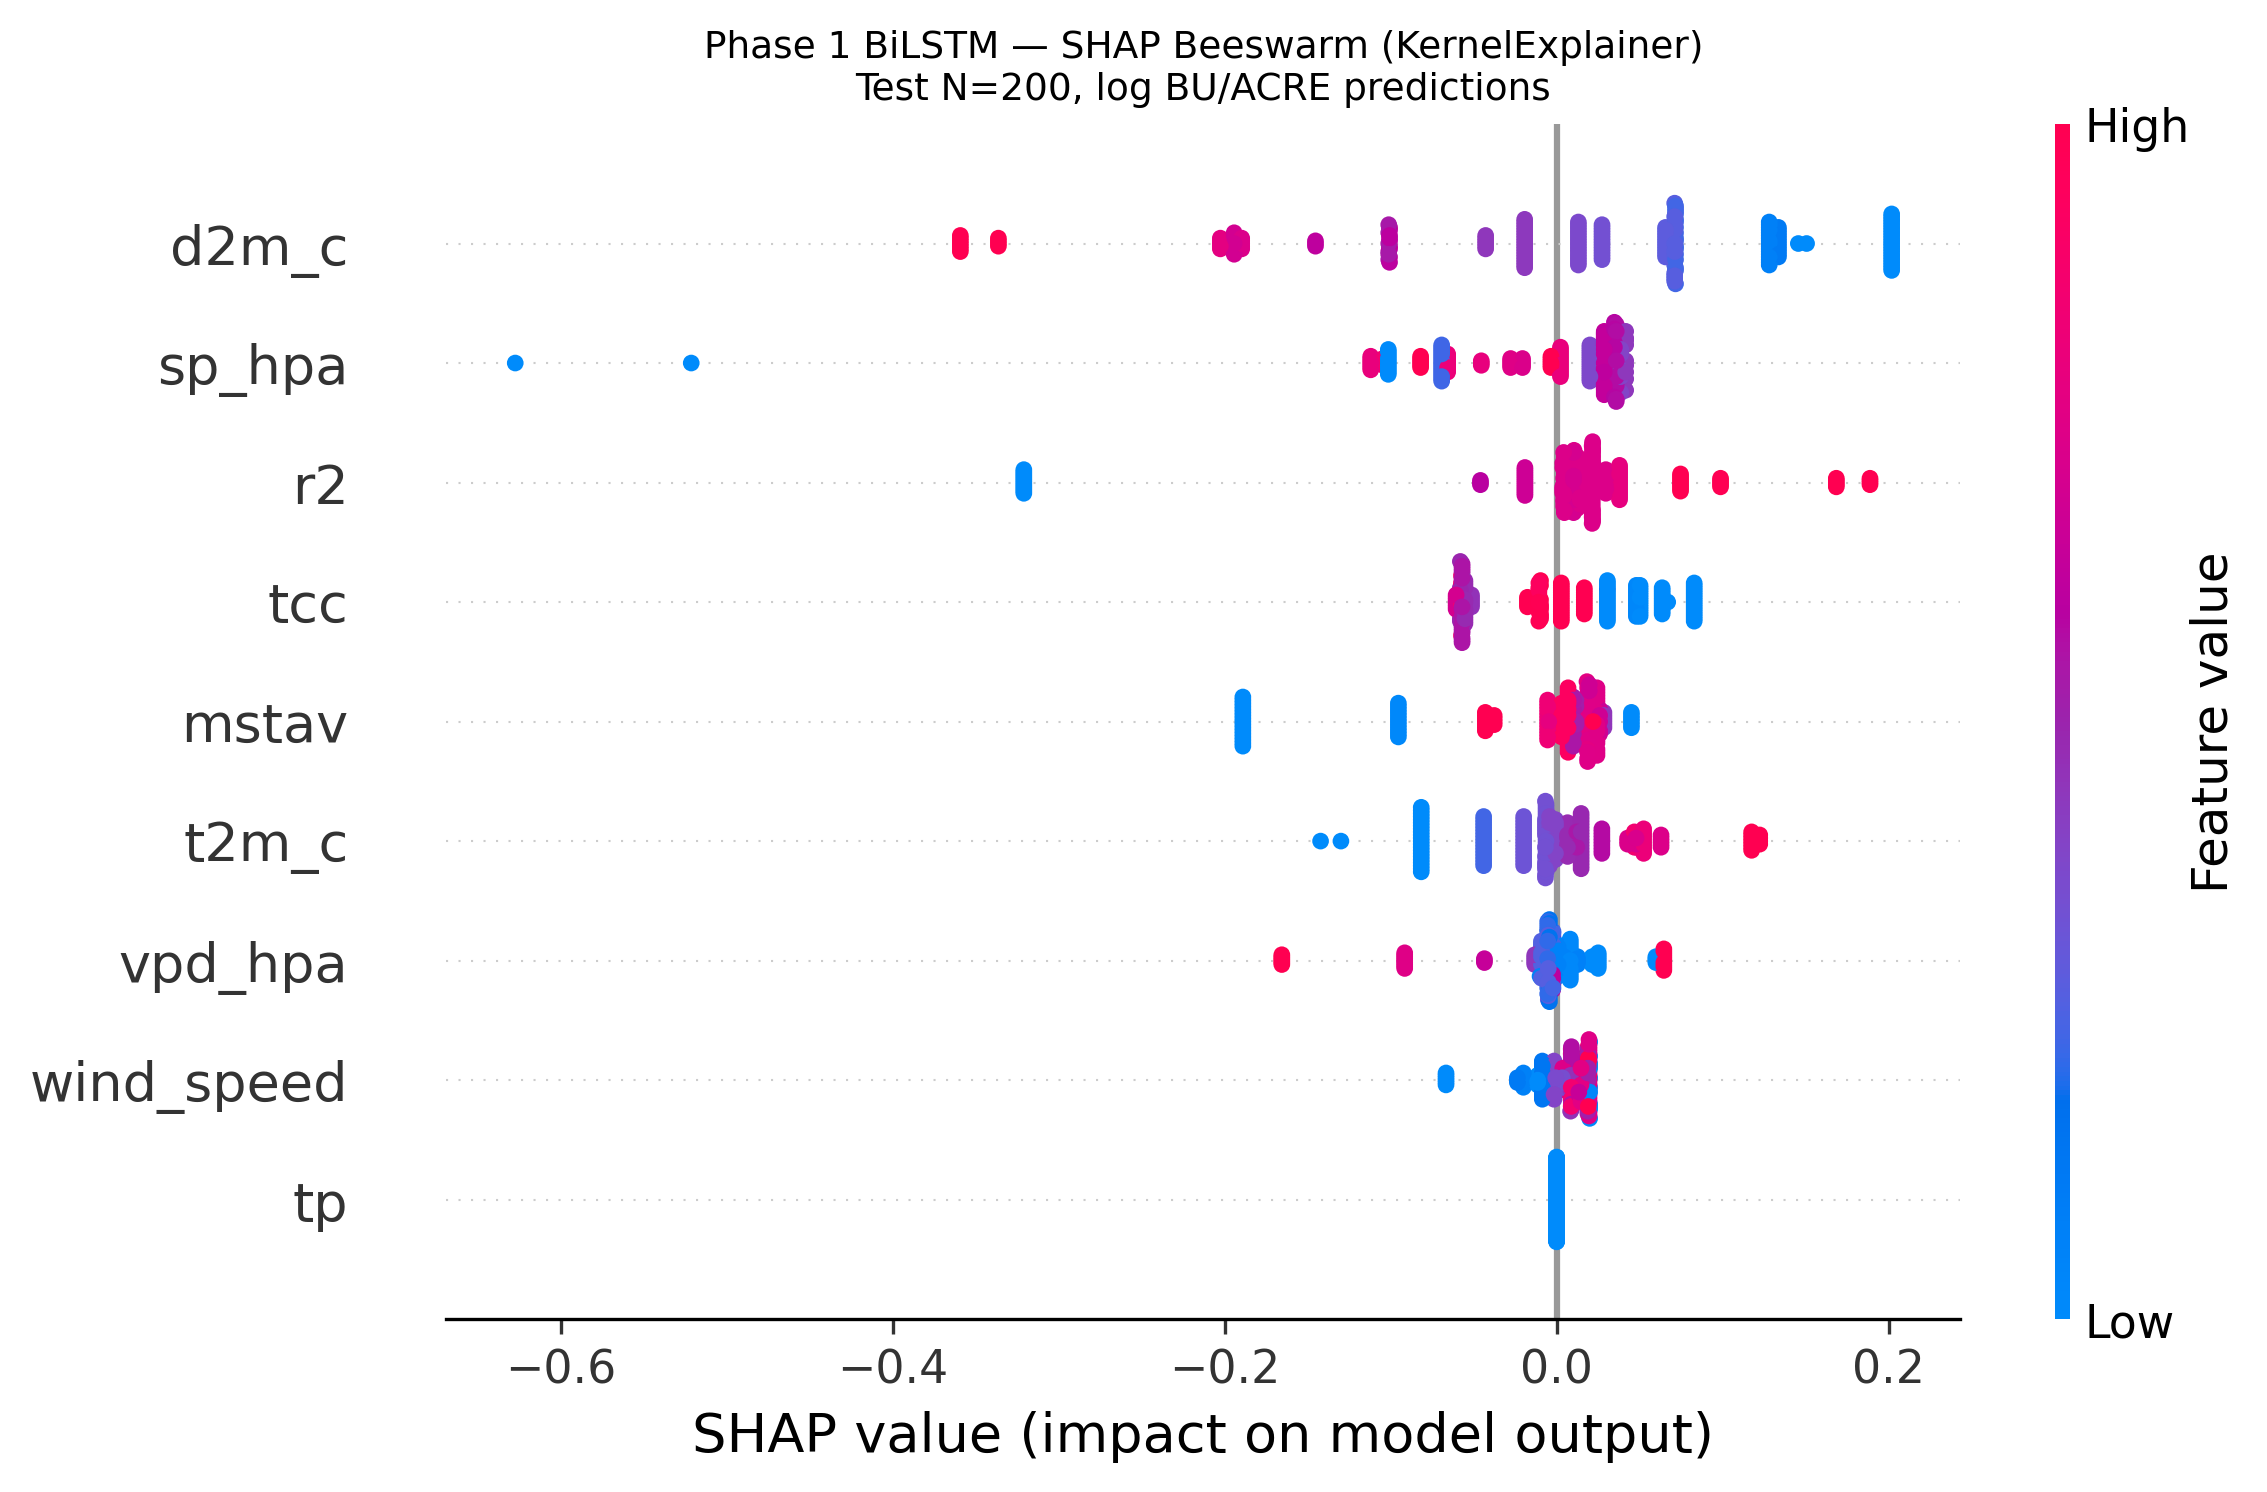 Phase 1 BiLSTM — SHAP Beeswarm (KernelExplainer)
Test N=200, log BU/ACRE predictions
High
d2m_c
sp_hpa
r2
tcc
mstav
t2m_c
vpd_hpa
wind_speed
tp
Feature value
Low
−0.6 −0.4 −0.2 0.0 0.2
SHAP value (impact on model output)